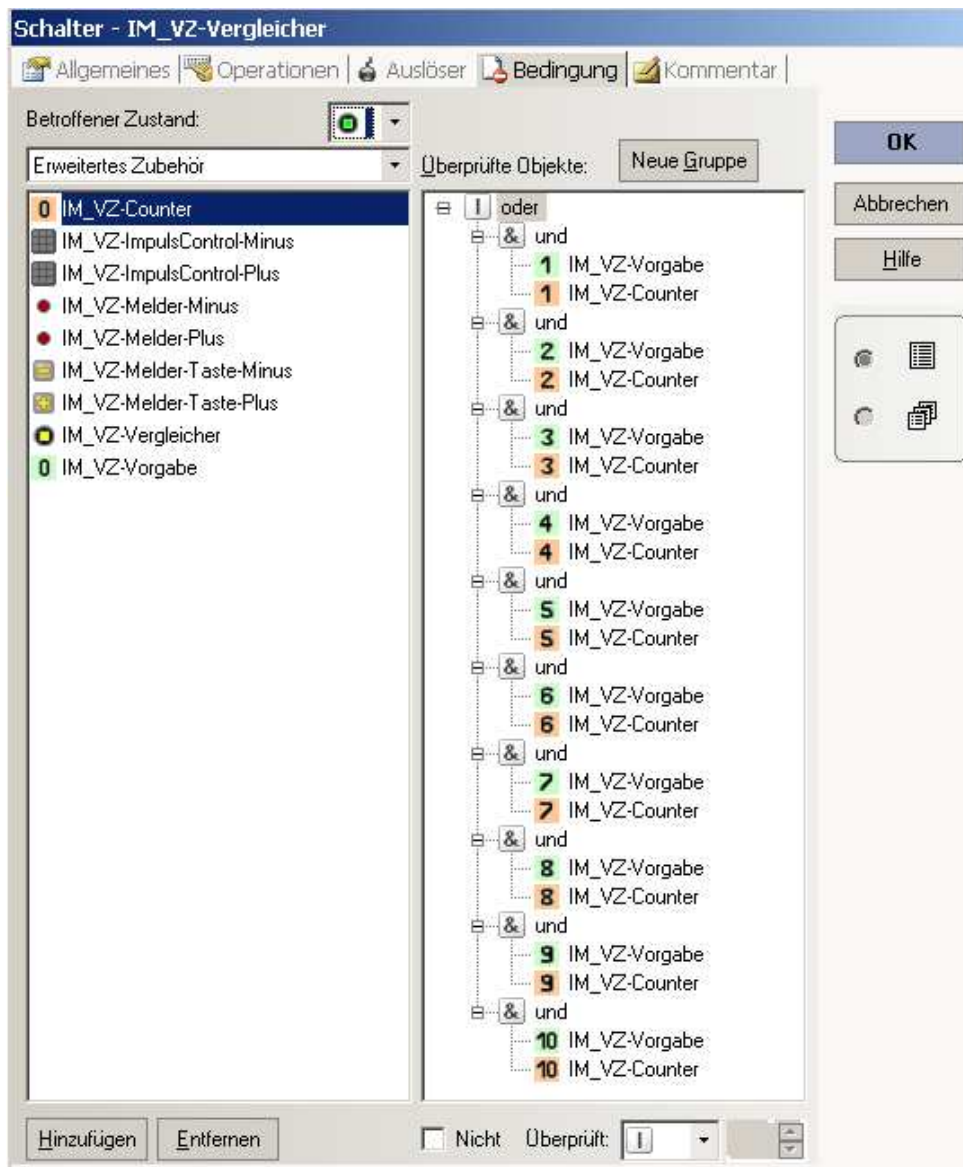 Schalter - IM_VZ-Vergleicher
Allgemeines Operationen Auslöser Bedingung Kommentar
Betroffener Zustand:
Erweitertes Zubehör
0 IM_VZ-Counter
IM_VZ-ImpulsControl-Minus
IM_VZ-ImpulsControl-Plus
IM_VZ-Melder-Minus
IM_VZ-Melder-Plus
IM_VZ-Melder-Taste-Minus
IM_VZ-Melder-Taste-Plus
IM_VZ-Vergleicher
0 IM_VZ-Vorgabe
Hinzufügen Entfernen
Überprüfte Objekte: Neue Gruppe
| oder
& und
1 IM_VZ-Vorgabe
1 IM_VZ-Counter
& und
2 IM_VZ-Vorgabe
2 IM_VZ-Counter
& und
3 IM_VZ-Vorgabe
3 IM_VZ-Counter
& und
4 IM_VZ-Vorgabe
4 IM_VZ-Counter
& und
5 IM_VZ-Vorgabe
5 IM_VZ-Counter
& und
6 IM_VZ-Vorgabe
6 IM_VZ-Counter
& und
7 IM_VZ-Vorgabe
7 IM_VZ-Counter
& und
8 IM_VZ-Vorgabe
8 IM_VZ-Counter
& und
9 IM_VZ-Vorgabe
9 IM_VZ-Counter
& und
10 IM_VZ-Vorgabe
10 IM_VZ-Counter
Nicht Überprüft: |
OK
Abbrechen
Hilfe